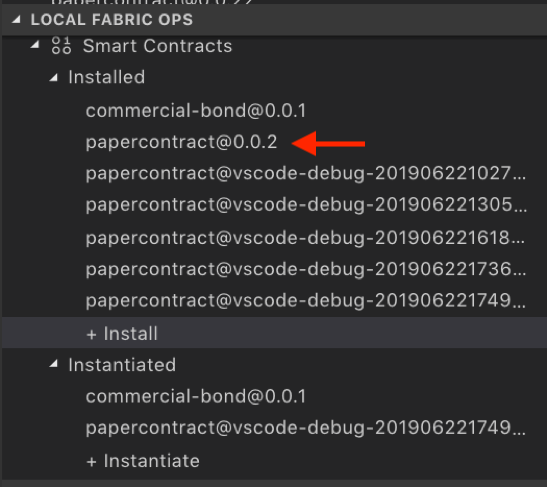 LOCAL FABRIC OPS
Smart Contracts
Installed
commercial-bond@0.0.1
papercontract@0.0.2
papercontract@vscode-debug-201906221027...
papercontract@vscode-debug-201906221305...
papercontract@vscode-debug-201906221618...
papercontract@vscode-debug-201906221736...
papercontract@vscode-debug-201906221749...
+ Install
Instantiated
commercial-bond@0.0.1
papercontract@vscode-debug-201906221749...
+ Instantiate